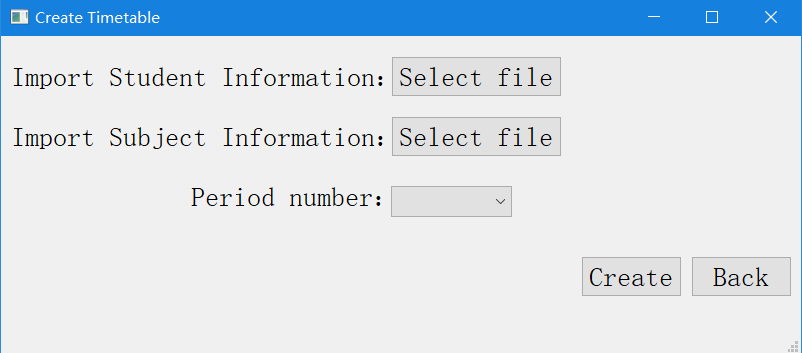 Create Timetable
Import Student Information: Select file
Import Subject Information: Select file
Period number:
Create Back